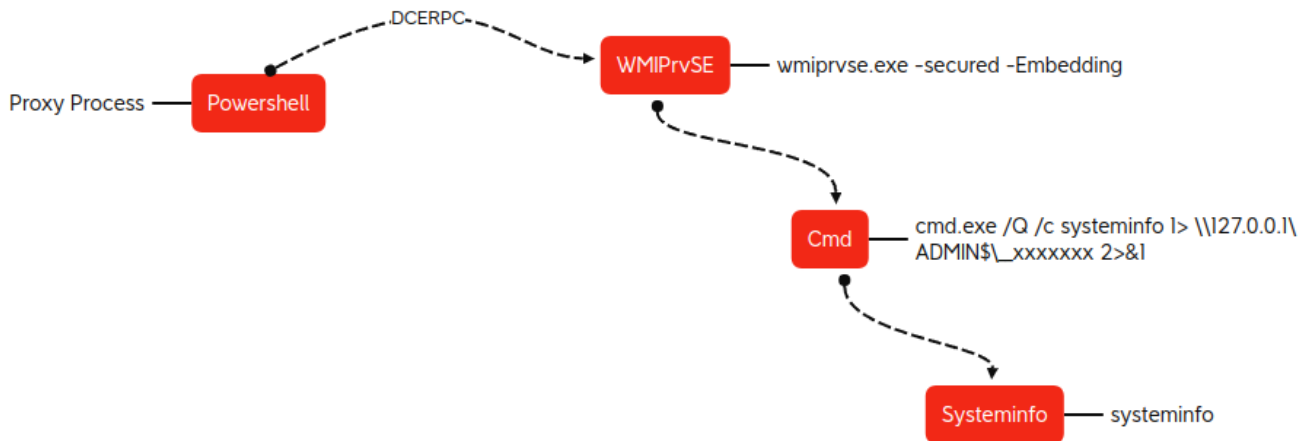 DCERPC
WMIPrvSE
wmiprvse.exe -secured -Embedding
Proxy Process
Powershell
cmd.exe /Q /c systeminfo 1> \\127.0.0.1\
Cmd
ADMIN$\__xxxxxxx 2>&1
Systeminfo
systeminfo